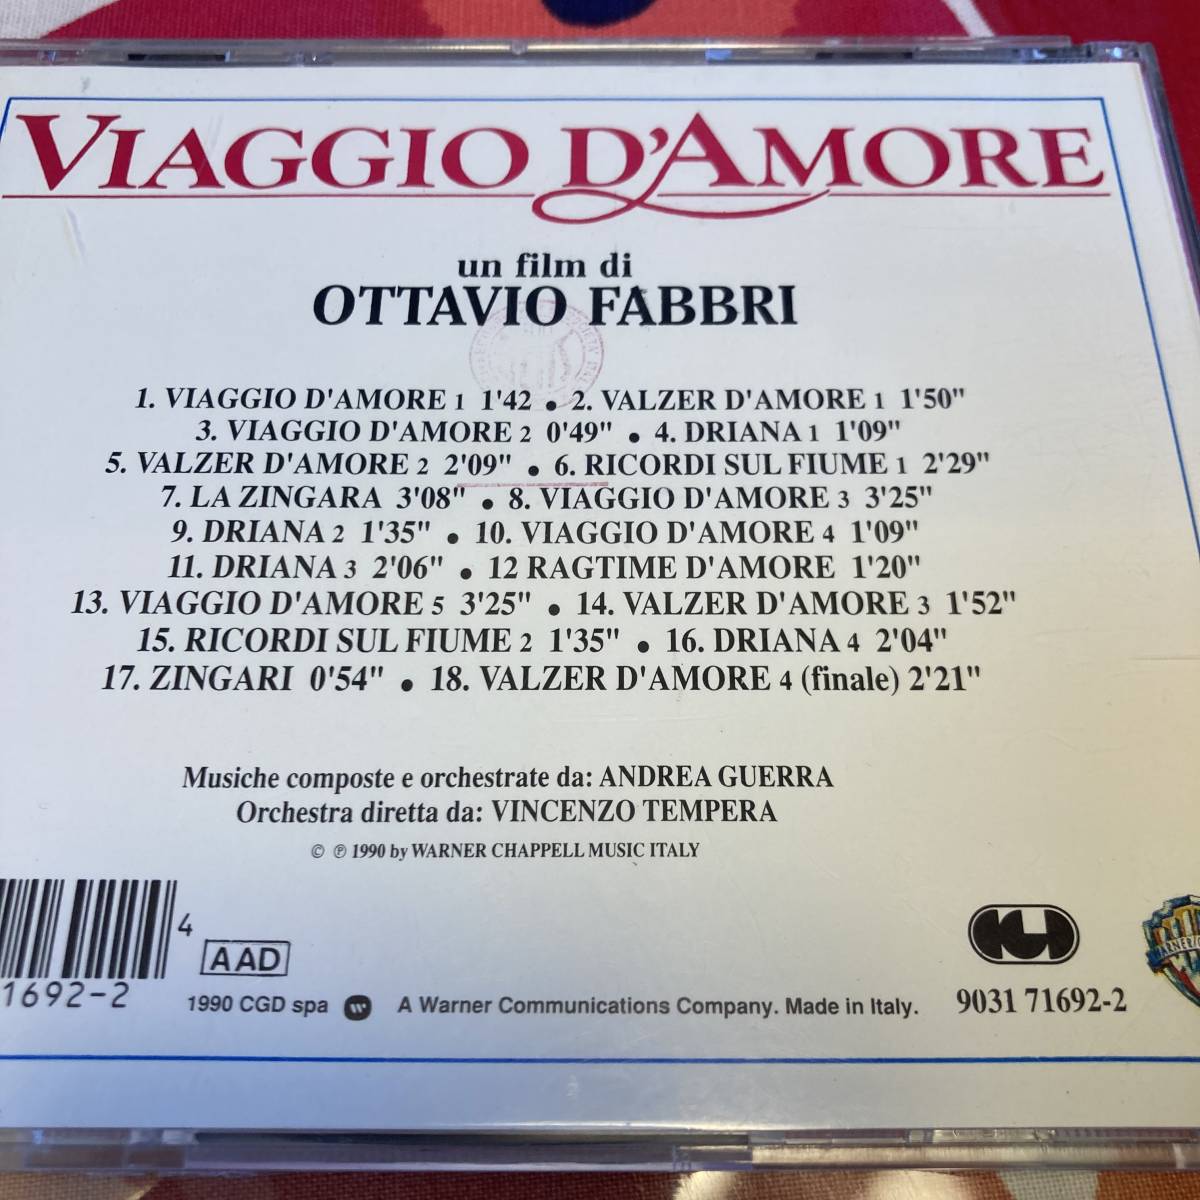 VIAGGIO D'AMORE
un film di
OTTAVIO FABBRI
1. VIAGGIO D'AMORE 1 1'42 • 2. VALZER D'AMORE 1 1'50"
3. VIAGGIO D'AMORE 2 0'49" • 4. DRIANA 1 1'09"
5. VALZER D'AMORE 2 2'09" • 6. RICORDI SUL FIUME 1 2'29"
7. LA ZINGARA 3'08" • 8. VIAGGIO D'AMORE 3 3'25"
9. DRIANA 2 1'35" • 10. VIAGGIO D'AMORE 4 1'09"
11. DRIANA 3 2'06" • 12 RAGTIME D'AMORE 1'20"
13. VIAGGIO D'AMORE 5 3'25" • 14. VALZER D'AMORE 3 1'52"
15. RICORDI SUL FIUME 2 1'35" • 16. DRIANA 4 2'04"
17. ZINGARI 0'54" • 18. VALZER D'AMORE 4 (finale) 2'21"
Musiche composte e orchestrate da: ANDREA GUERRA
Orchestra diretta da: VINCENZO TEMPERA
© ℗ 1990 by WARNER CHAPPELL MUSIC ITALY
4
AAD
1692-2
1990 CGD spa A Warner Communications Company. Made in Italy.
9031 71692-2